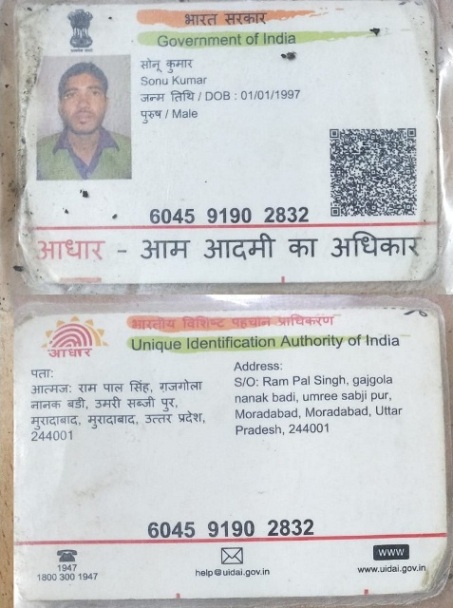 भारत सरकार
Government of India
सोनू कुमार
Sonu Kumar
जन्म तिथि / DOB : 01/01/1997
पुरुष / Male
6045 9190 2832
आधार - आम आदमी का अधिकार
आधार
भारतीय विशिष्ट पहचान प्राधिकरण
Unique Identification Authority of India
पता:
आत्मज: राम पाल सिंह, गजगोला
नानक बडी, उमरी सब्जी पुर,
मुरादाबाद, मुरादाबाद, उत्तर प्रदेश,
244001
Address:
S/O: Ram Pal Singh, gajgola
nanak badi, umree sabji pur,
Moradabad, Moradabad, Uttar
Pradesh, 244001
6045 9190 2832
1947
1800 300 1947
help@uidai.gov.in
WWW
www.uidai.gov.in